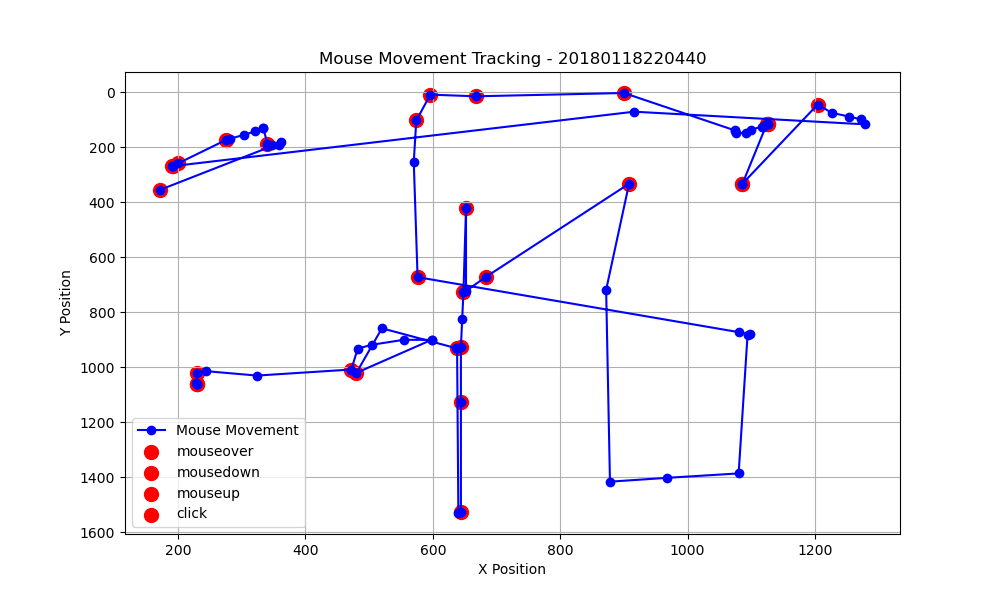 Mouse Movement Tracking - 20180118220440
0
200
400
600
800
1000
1200
1400
1600
Y Position
Mouse Movement
mouseover
mousedown
mouseup
click
200 400 600 800 1000 1200
X Position